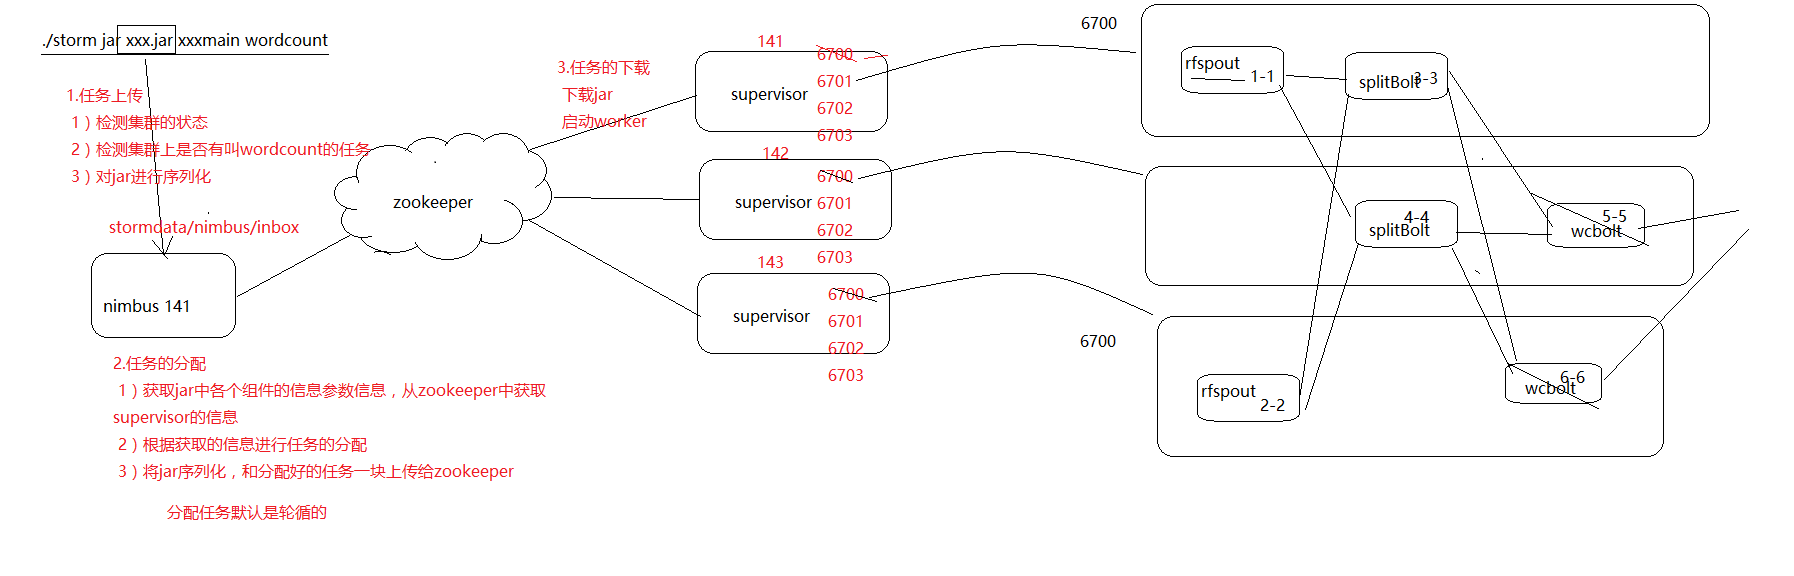 ./storm jar xxx.jar xxxmain wordcount
1.任务上传
1）检测集群的状态
2）检测集群上是否有叫wordcount的任务
3）对jar进行序列化
stormdata/nimbus/inbox
nimbus 141
2.任务的分配
1）获取jar中各个组件的信息参数信息，从zookeeper中获取
supervisor的信息
2）根据获取的信息进行任务的分配
3）将jar序列化，和分配好的任务一块上传给zookeeper
分配任务默认是轮循的
zookeeper
3.任务的下载
下载jar
启动worker
141
supervisor
6700
6701
6702
6703
142
supervisor
6700
6701
6702
6703
143
supervisor
6700
6701
6702
6703
6700
rfspout
1-1
splitBolt
3-3
4-4
splitBolt
5-5
wcbolt
6700
rfspout
2-2
6-6
wcbolt